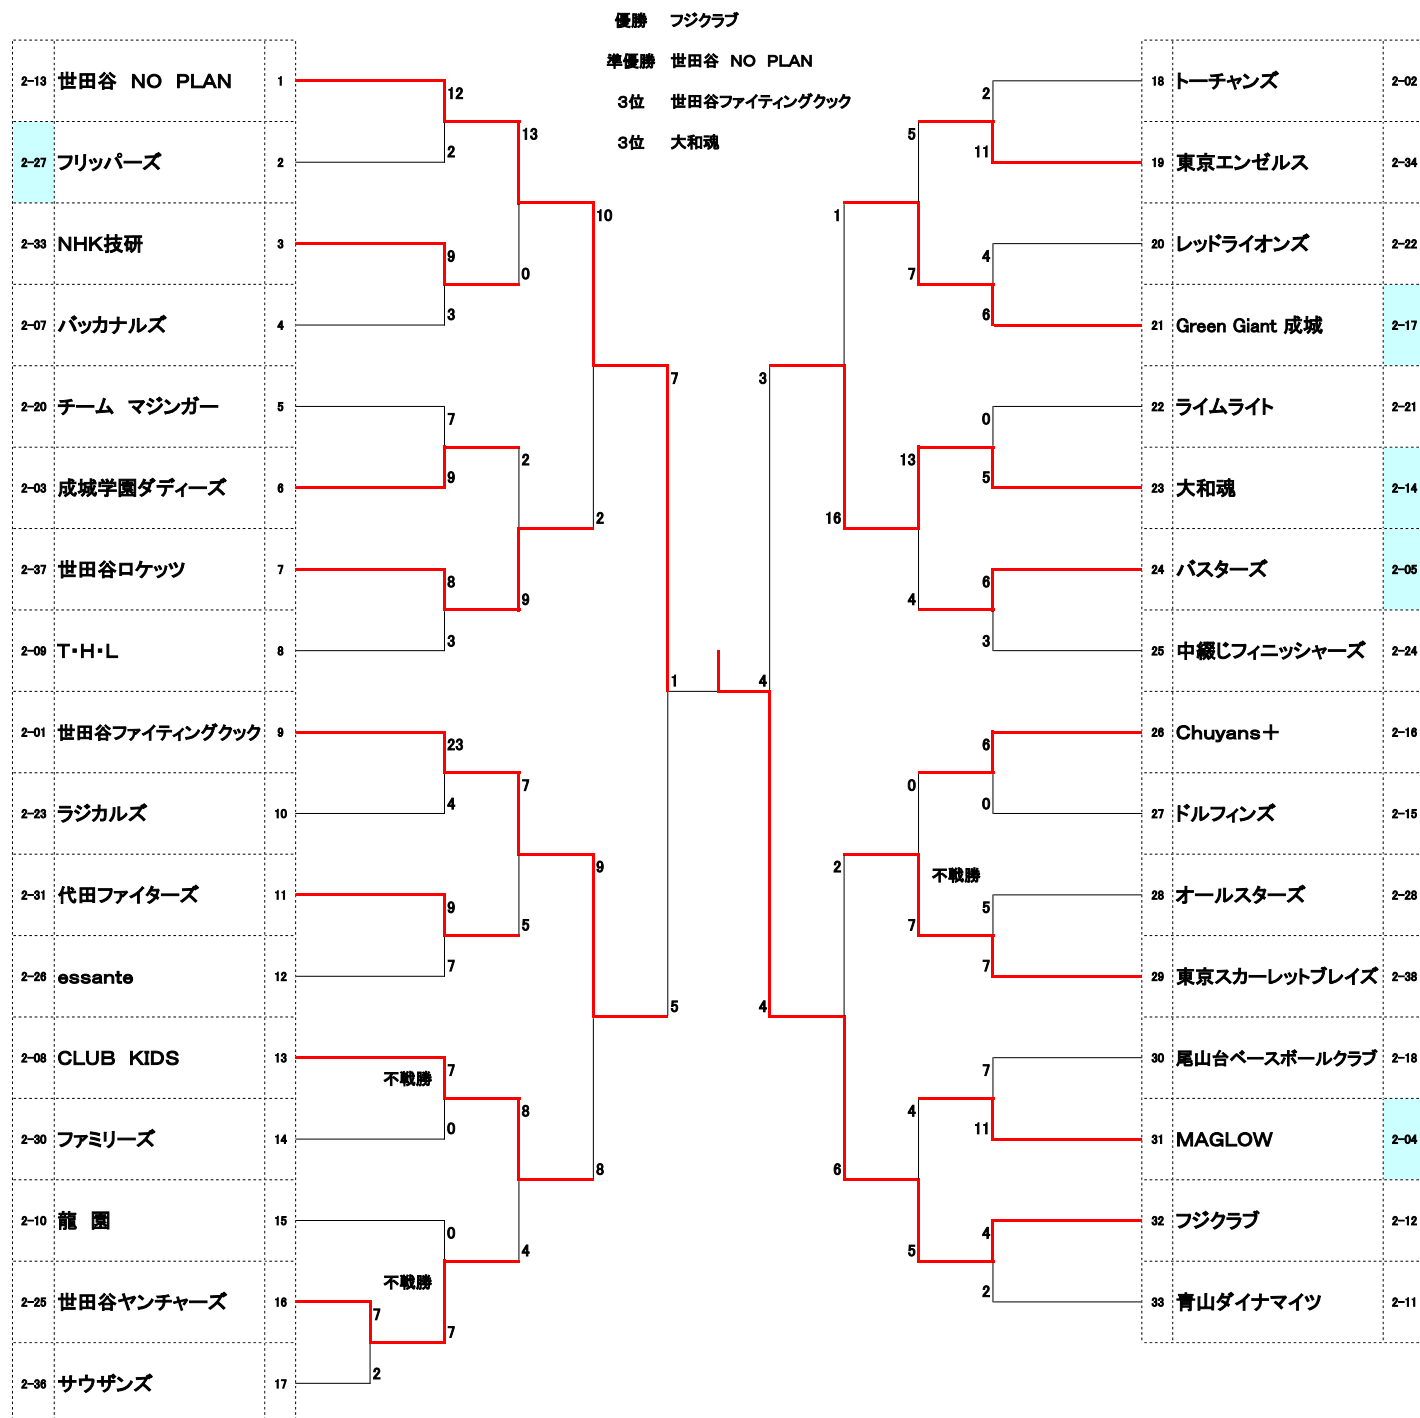 優勝 フジクラブ
準優勝 世田谷 NO PLAN
3位 世田谷ファイティングクック
3位 大和魂
2-13 世田谷 NO PLAN 1
12
13
2-27 フリッパーズ 2
2
10
2-33 NHK技研 3
9
0
2-07 バッカナルズ 4
3
7
2-20 チーム マジンガー 5
7
2
2-03 成城学園ダディーズ 6
9
2
2-37 世田谷ロケッツ 7
8
9
2-09 T・H・L 8
3
1
2-01 世田谷ファイティングクック 9
23
7
2-23 ラジカルズ 10
4
9
2-31 代田ファイターズ 11
9
5
2-26 essante 12
7
5
2-08 CLUB KIDS 13
不戦勝 7
8
2-30 ファミリーズ 14
0
8
2-10 龍 園 15
0
4
不戦勝
2-25 世田谷ヤンチャーズ 16
7
7
2-36 サウザンズ 17
2
18 トーチャンズ 2-02
2
5
19 東京エンゼルス 2-34
11
1
20 レッドライオンズ 2-22
4
7
21 Green Giant 成城 2-17
6
3
22 ライムライト 2-21
0
13
23 大和魂 2-14
5
16
24 バスターズ 2-05
6
4
25 中綴じフィニッシャーズ 2-24
3
4
26 Chuyans＋ 2-16
6
0
27 ドルフィンズ 2-15
0
2
不戦勝
28 オールスターズ 2-28
5
7
29 東京スカーレットブレイズ 2-38
7
4
30 尾山台ベースボールクラブ 2-18
7
4
31 MAGLOW 2-04
11
6
32 フジクラブ 2-12
4
5
33 青山ダイナマイツ 2-11
2